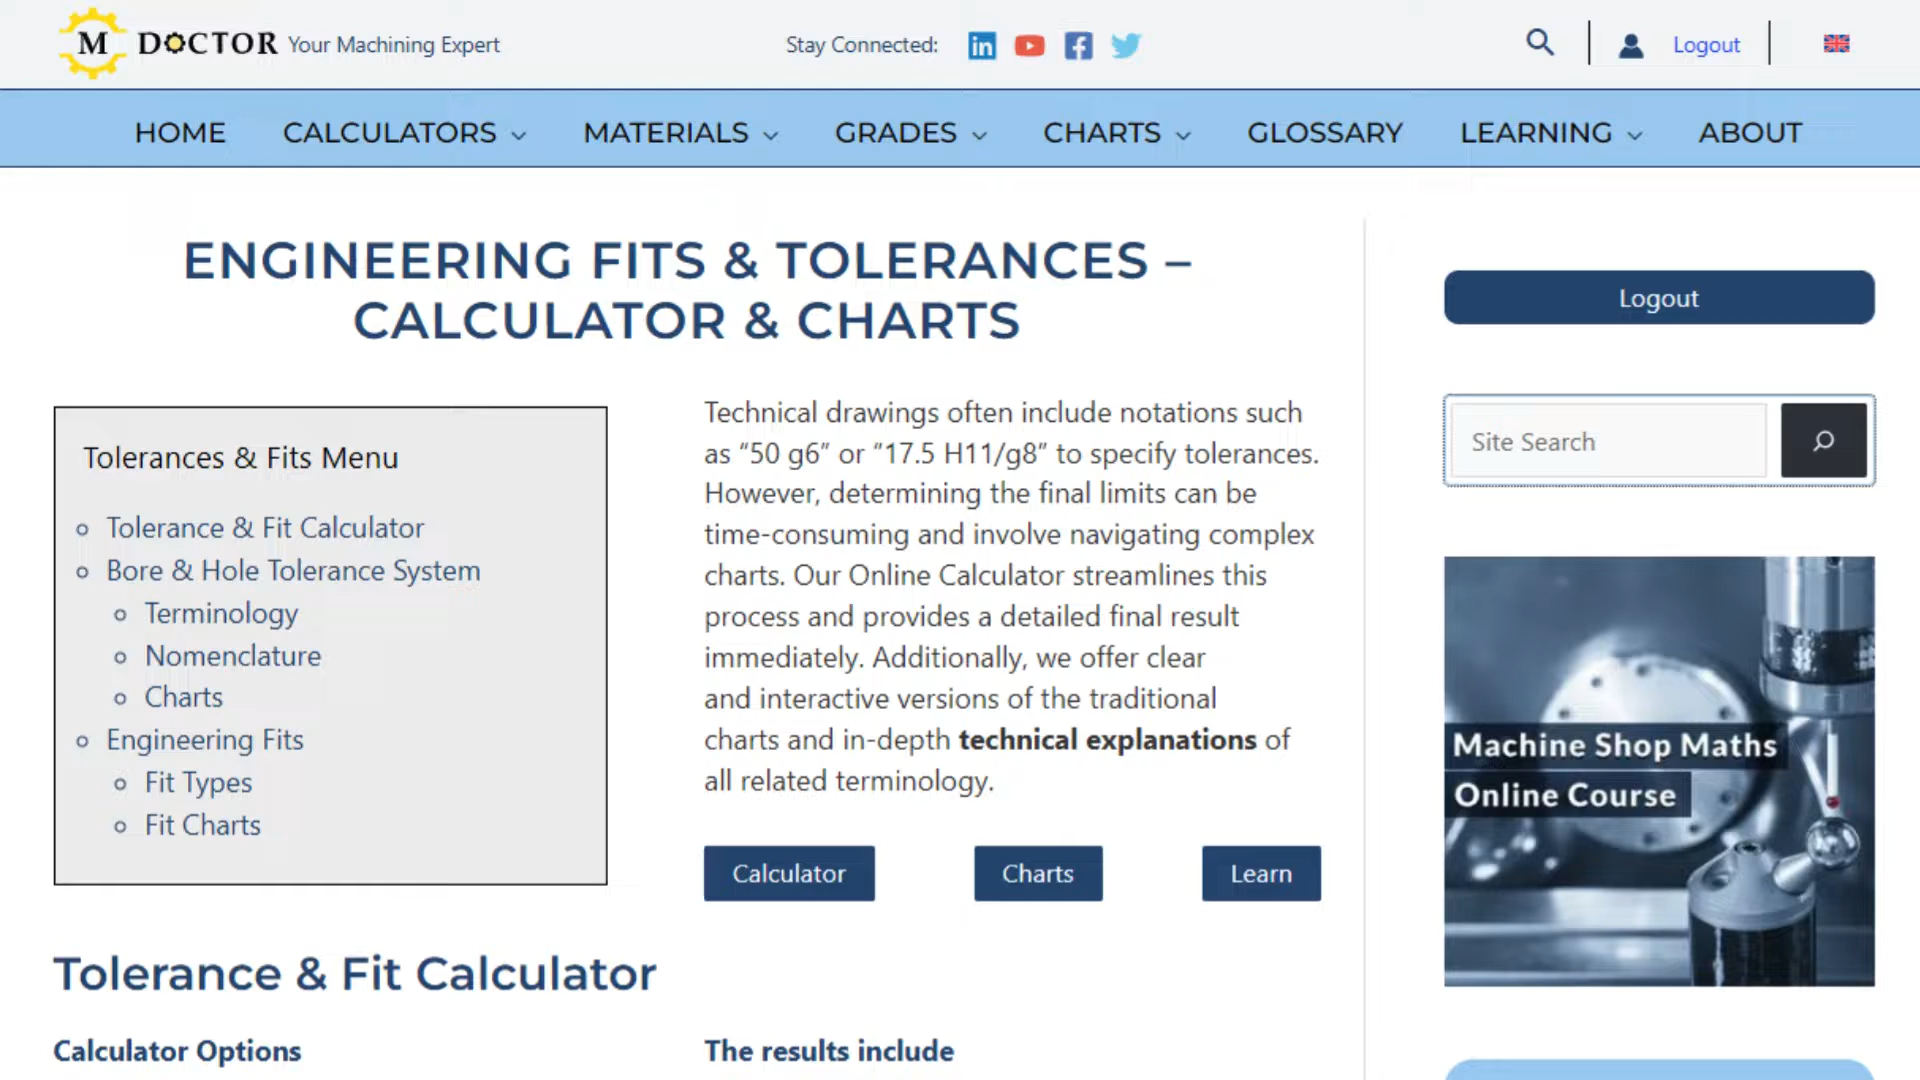 M DOCTOR Your Machining Expert
Stay Connected:
Logout
HOME CALCULATORS MATERIALS GRADES CHARTS GLOSSARY LEARNING ABOUT
ENGINEERING FITS & TOLERANCES –
CALCULATOR & CHARTS
Tolerances & Fits Menu
Tolerance & Fit Calculator
Bore & Hole Tolerance System
Terminology
Nomenclature
Charts
Engineering Fits
Fit Types
Fit Charts
Technical drawings often include notations such
as “50 g6” or “17.5 H11/g8” to specify tolerances.
However, determining the final limits can be
time-consuming and involve navigating complex
charts. Our Online Calculator streamlines this
process and provides a detailed final result
immediately. Additionally, we offer clear
and interactive versions of the traditional
charts and in-depth technical explanations of
all related terminology.
Calculator Charts Learn
Logout
Site Search
Machine Shop Maths
Online Course
Tolerance & Fit Calculator
Calculator Options
The results include